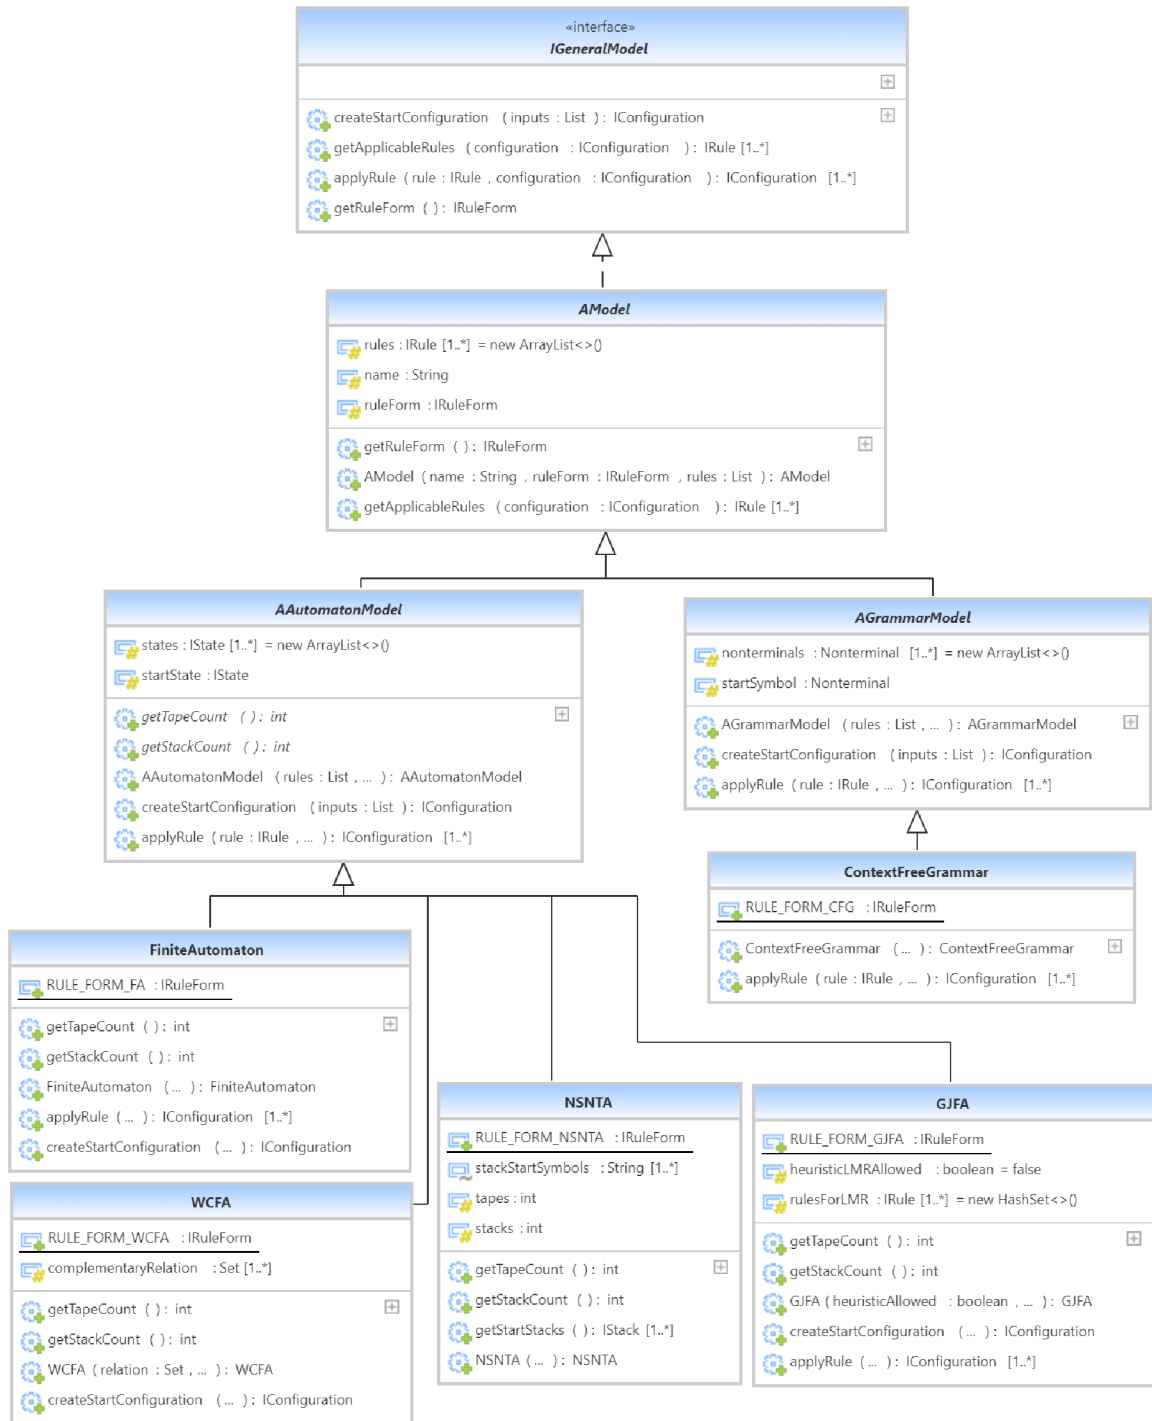 «interface»
IGeneralModel
createStartConfiguration ( inputs : List ) : IConfiguration
getApplicableRules ( configuration : IConfiguration ) : IRule [1..*]
applyRule ( rule : IRule , configuration : IConfiguration ) : IConfiguration [1..*]
getRuleForm ( ) : IRuleForm
AModel
rules : IRule [1..*] = new ArrayList<>()
name : String
ruleForm : IRuleForm
getRuleForm ( ) : IRuleForm
AModel ( name : String , ruleForm : IRuleForm , rules : List ) : AModel
getApplicableRules ( configuration : IConfiguration ) : IRule [1..*]
AAutomatonModel
states : IState [1..*] = new ArrayList<>()
startState : IState
getTapeCount ( ) : int
getStackCount ( ) : int
AAutomatonModel ( rules : List , ... ) : AAutomatonModel
createStartConfiguration ( inputs : List ) : IConfiguration
applyRule ( rule : IRule , ... ) : IConfiguration [1..*]
AGrammarModel
nonterminals : Nonterminal [1..*] = new ArrayList<>()
startSymbol : Nonterminal
AGrammarModel ( rules : List , ... ) : AGrammarModel
createStartConfiguration ( inputs : List ) : IConfiguration
applyRule ( rule : IRule , ... ) : IConfiguration [1..*]
ContextFreeGrammar
RULE_FORM_CFG : IRuleForm
ContextFreeGrammar ( ... ) : ContextFreeGrammar
applyRule ( rule : IRule , ... ) : IConfiguration [1..*]
FiniteAutomaton
RULE_FORM_FA : IRuleForm
getTapeCount ( ) : int
getStackCount ( ) : int
FiniteAutomaton ( ... ) : FiniteAutomaton
applyRule ( ... ) : IConfiguration [1..*]
createStartConfiguration ( ... ) : IConfiguration
WCFA
RULE_FORM_WCFA : IRuleForm
complementaryRelation : Set [1..*]
getTapeCount ( ) : int
getStackCount ( ) : int
WCFA ( relation : Set , ... ) : WCFA
createStartConfiguration ( ... ) : IConfiguration
NSNTA
RULE_FORM_NSNTA : IRuleForm
stackStartSymbols : String [1..*]
tapes : int
stacks : int
getTapeCount ( ) : int
getStackCount ( ) : int
getStartStacks ( ) : IStack [1..*]
NSNTA ( ... ) : NSNTA
GJFA
RULE_FORM_GJFA : IRuleForm
heuristicLMRAllowed : boolean = false
rulesForLMR : IRule [1..*] = new HashSet<>()
getTapeCount ( ) : int
getStackCount ( ) : int
GJFA ( heuristicAllowed : boolean , ... ) : GJFA
createStartConfiguration ( ... ) : IConfiguration
applyRule ( ... ) : IConfiguration [1..*]